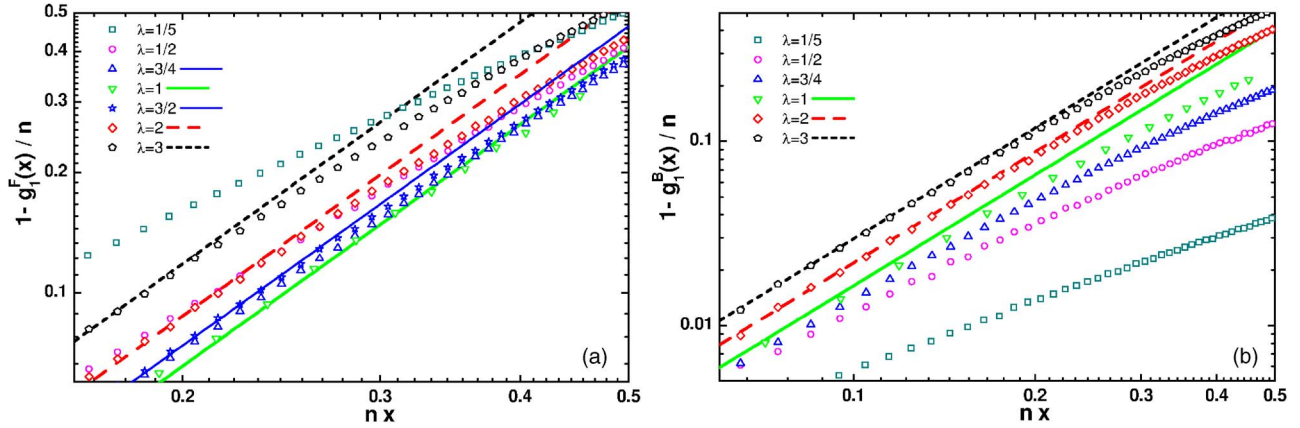 0.5
0.4
0.3
0.2
0.1
1- g₁ᶠ(x) / n
λ=1/5
λ=1/2
λ=3/4
λ=1
λ=3/2
λ=2
λ=3
(a)
0.2
0.3
0.4
0.5
n x
0.1
0.01
1- g₁ᴮ(x) / n
λ=1/5
λ=1/2
λ=3/4
λ=1
λ=2
λ=3
(b)
0.1
0.2
0.3
0.4
0.5
n x